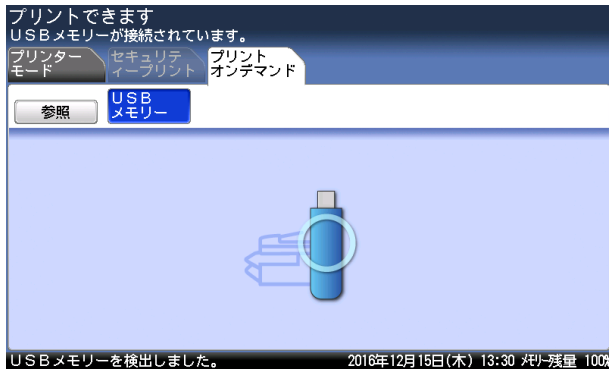 プリントできます
ＵＳＢメモリーが接続されています。
プリンター
モード
セキュリテ
ィープリント
プリント
オンデマンド
参照
ＵＳＢ
メモリー
ＵＳＢメモリーを検出しました。
2016年12月15日(木) 13:30 ﾒﾓﾘｰ残量 100%